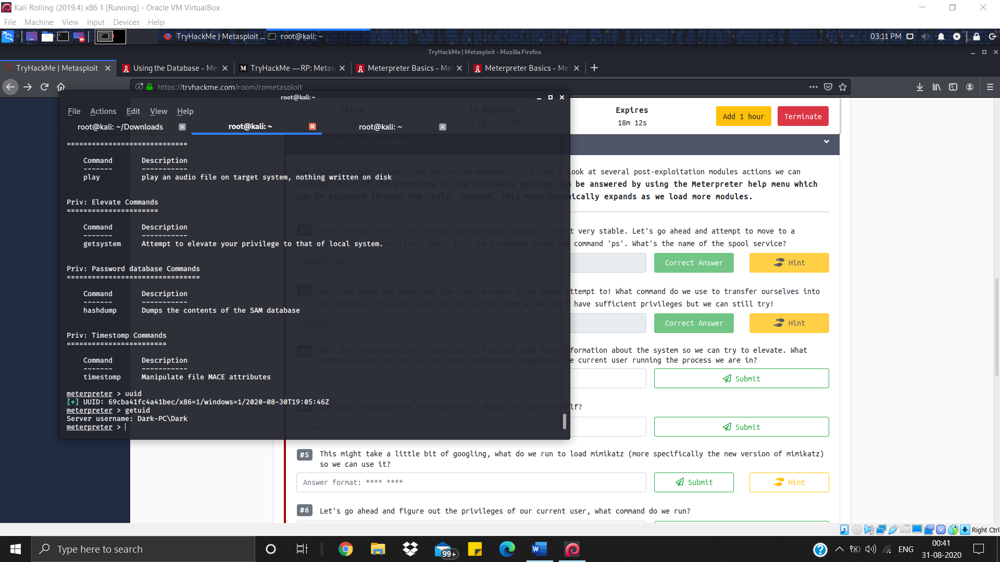 Kali Rolling (2019.4) x86 1 [Running] - Oracle VM VirtualBox
File Machine View Input Devices Help
TryHackMe | Metasploit ... root@kali: ~ 03:11 PM
TryHackMe | Metasploit - Mozilla Firefox
TryHackMe | Metasploit Using the Database - Me TryHackMe — RP: Metas Meterpreter Basics - Me Meterpreter Basics - Me
https://tryhackme.com/room/rpmetasploit
root@kali: ~
File Actions Edit View Help
root@kali: ~/Downloads root@kali: ~ root@kali: ~
============================
Command Description
------- -----------
play play an audio file on target system, nothing written on disk
Priv: Elevate Commands
======================
Command Description
------- -----------
getsystem Attempt to elevate your privilege to that of local system.
Priv: Password database Commands
================================
Command Description
------- -----------
hashdump Dumps the contents of the SAM database
Priv: Timestomp Commands
========================
Command Description
------- -----------
timestomp Manipulate file MACE attributes
meterpreter > uuid
[+] UUID: 69cba41fc4a41bec/x86=1/windows=1/2020-08-30T19:05:46Z
meterpreter > getuid
Server username: Dark-PC\Dark
meterpreter >
Title IP Address Expires
Ice 10.10.252.123 18m 12s
Add 1 hour Terminate
We're in, now what?
Now that we've got a shell into our victim machine, let's take a look at several post-exploitation modules actions we can
leverage! Most of the questions in the following section can be answered by using the Meterpreter help menu which
can be accessed through the 'help' command. This menu dynamically expands as we load more modules.
#1 First things first, our initial shell/process typically isn't very stable. Let's go ahead and attempt to move to a
process. First, let's list the processes using the command 'ps'. What's the name of the spool service?
spoolsv.exe Correct Answer Hint
#2 Let's go ahead and move into the spool process or at least attempt to! What command do we use to transfer ourselves into
the process? This won't work at the current time as we don't have sufficient privileges but we can still try!
migrate Correct Answer Hint
#3 Well that migration didn't work, let's find out some more information about the system so we can try to elevate. What
command can we run to find out more information regarding the current user running the process we are in?
Answer format: ****** Submit
#4 How about finding more information out about the system itself?
Answer format: ******* Submit
#5 This might take a little bit of googling, what do we run to load mimikatz (more specifically the new version of mimikatz)
so we can use it?
Answer format: **** **** Submit Hint
#6 Let's go ahead and figure out the privileges of our current user, what command do we run?
Right Ctrl
Type here to search 99+ ENG 00:41
31-08-2020